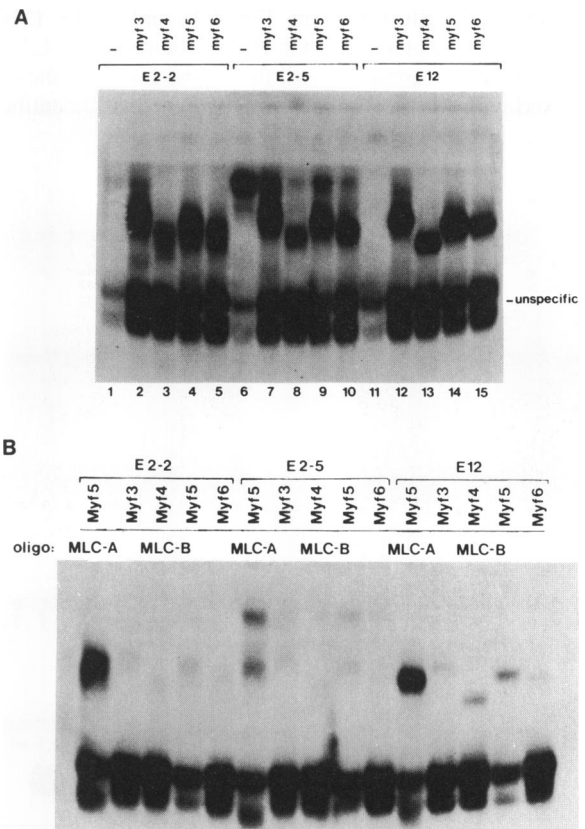 A
- myf3 myf4 myf5 myf6 - myf3 myf4 myf5 myf6 - myf3 myf4 myf5 myf6
E2-2 E2-5 E12
-unspecific
1 2 3 4 5 6 7 8 9 10 11 12 13 14 15
B
E2-2 E2-5 E12
Myf5 Myf3 Myf4 Myf5 Myf6 Myf5 Myf3 Myf4 Myf5 Myf6 Myf5 Myf3 Myf4 Myf5 Myf6
oligo: MLC-A MLC-B MLC-A MLC-B MLC-A MLC-B